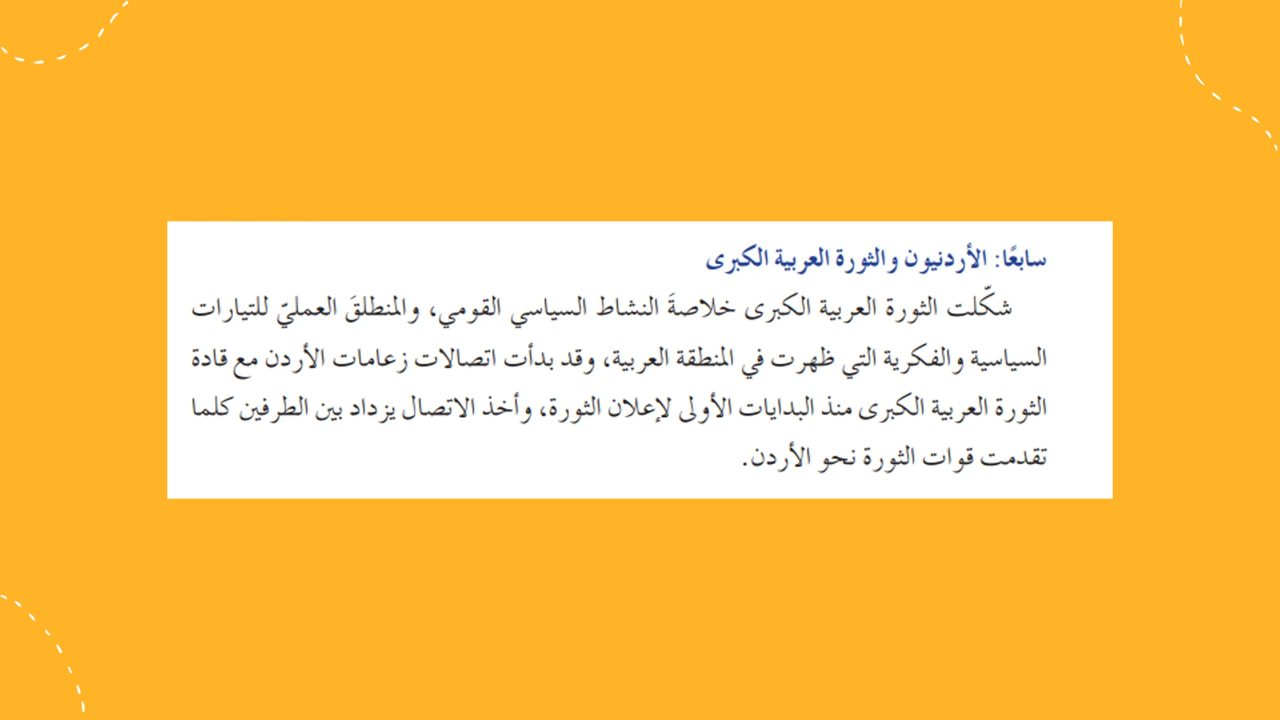 سابعًا: الأردنيون والثورة العربية الكبرى
شكّلت الثورة العربية الكبرى خلاصةَ النشاط السياسي القومي، والمنطلقَ العمليّ للتيارات
السياسية والفكرية التي ظهرت في المنطقة العربية، وقد بدأت اتصالات زعامات الأردن مع قادة
الثورة العربية الكبرى منذ البدايات الأولى لإعلان الثورة، وأخذ الاتصال يزداد بين الطرفين كلما
تقدمت قوات الثورة نحو الأردن.